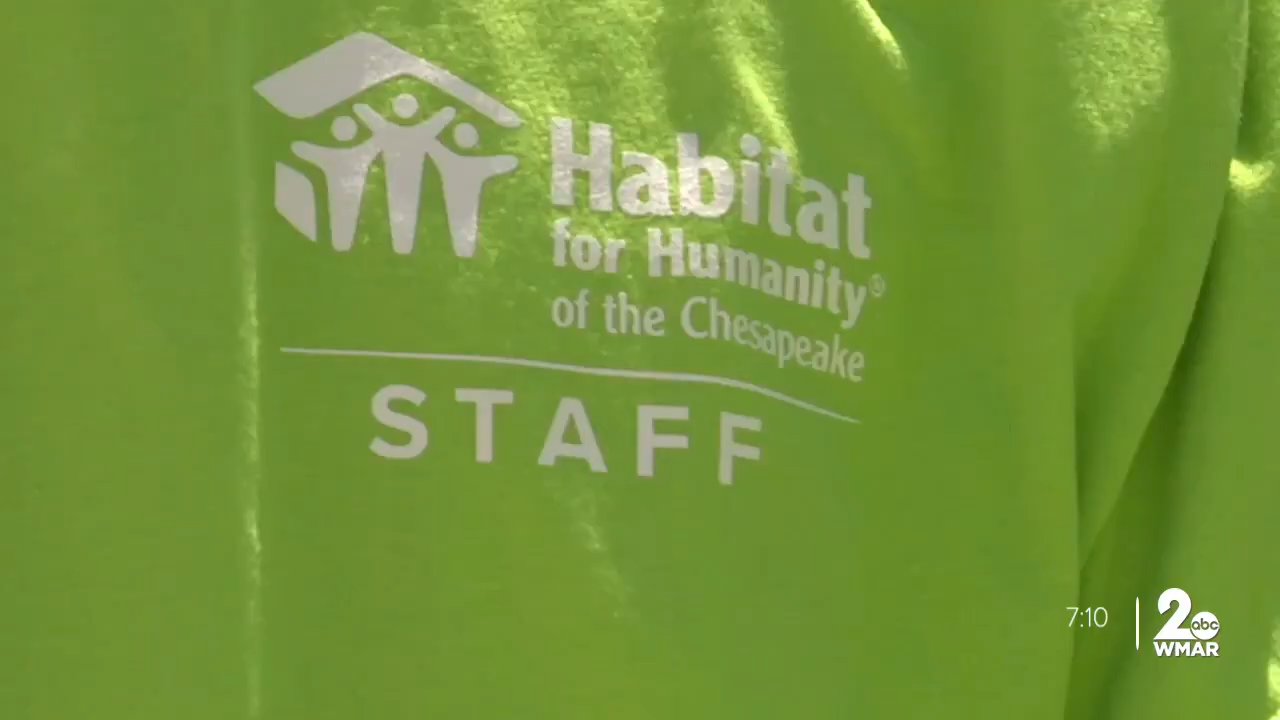 Habitat
for Humanity®
of the Chesapeake
STAFF
7:10
2 abc
WMAR